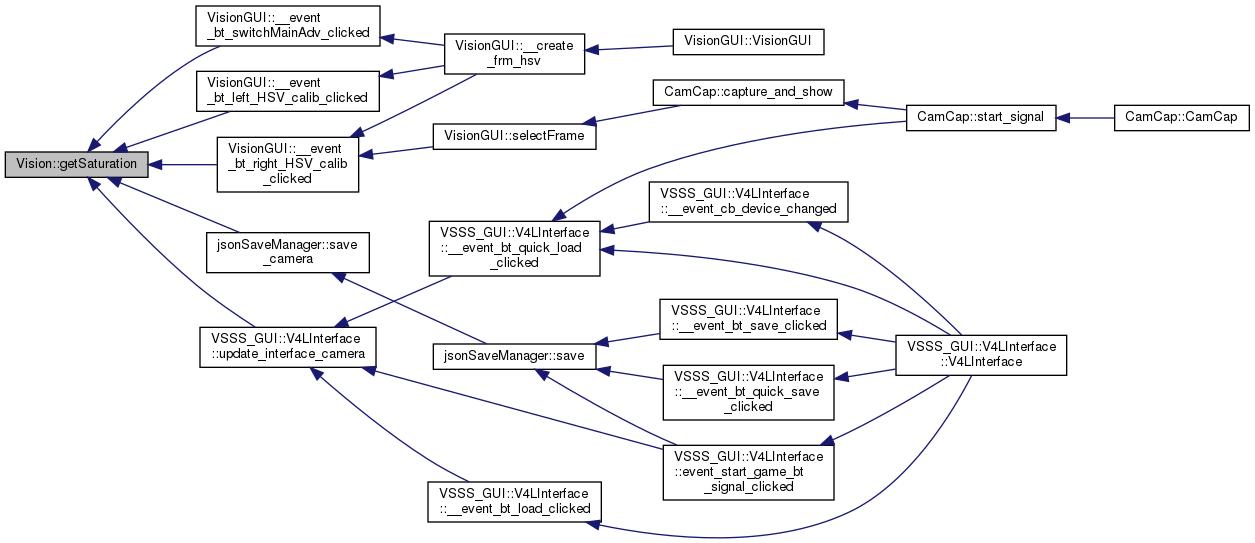 Vision::getSaturation
VisionGUI::__event
_bt_switchMainAdv_clicked
VisionGUI::__event
_bt_left_HSV_calib_clicked
VisionGUI::__event
_bt_right_HSV_calib
_clicked
jsonSaveManager::save
_camera
VSSS_GUI::V4LInterface
::update_interface_camera
VisionGUI::__create
_frm_hsv
VisionGUI::selectFrame
VSSS_GUI::V4LInterface
::__event_bt_quick_load
_clicked
jsonSaveManager::save
VSSS_GUI::V4LInterface
::__event_bt_load_clicked
VisionGUI::VisionGUI
CamCap::capture_and_show
VSSS_GUI::V4LInterface
::__event_cb_device_changed
VSSS_GUI::V4LInterface
::__event_bt_save_clicked
VSSS_GUI::V4LInterface
::__event_bt_quick_save
_clicked
VSSS_GUI::V4LInterface
::event_start_game_bt
_signal_clicked
CamCap::start_signal
VSSS_GUI::V4LInterface
::V4LInterface
CamCap::CamCap